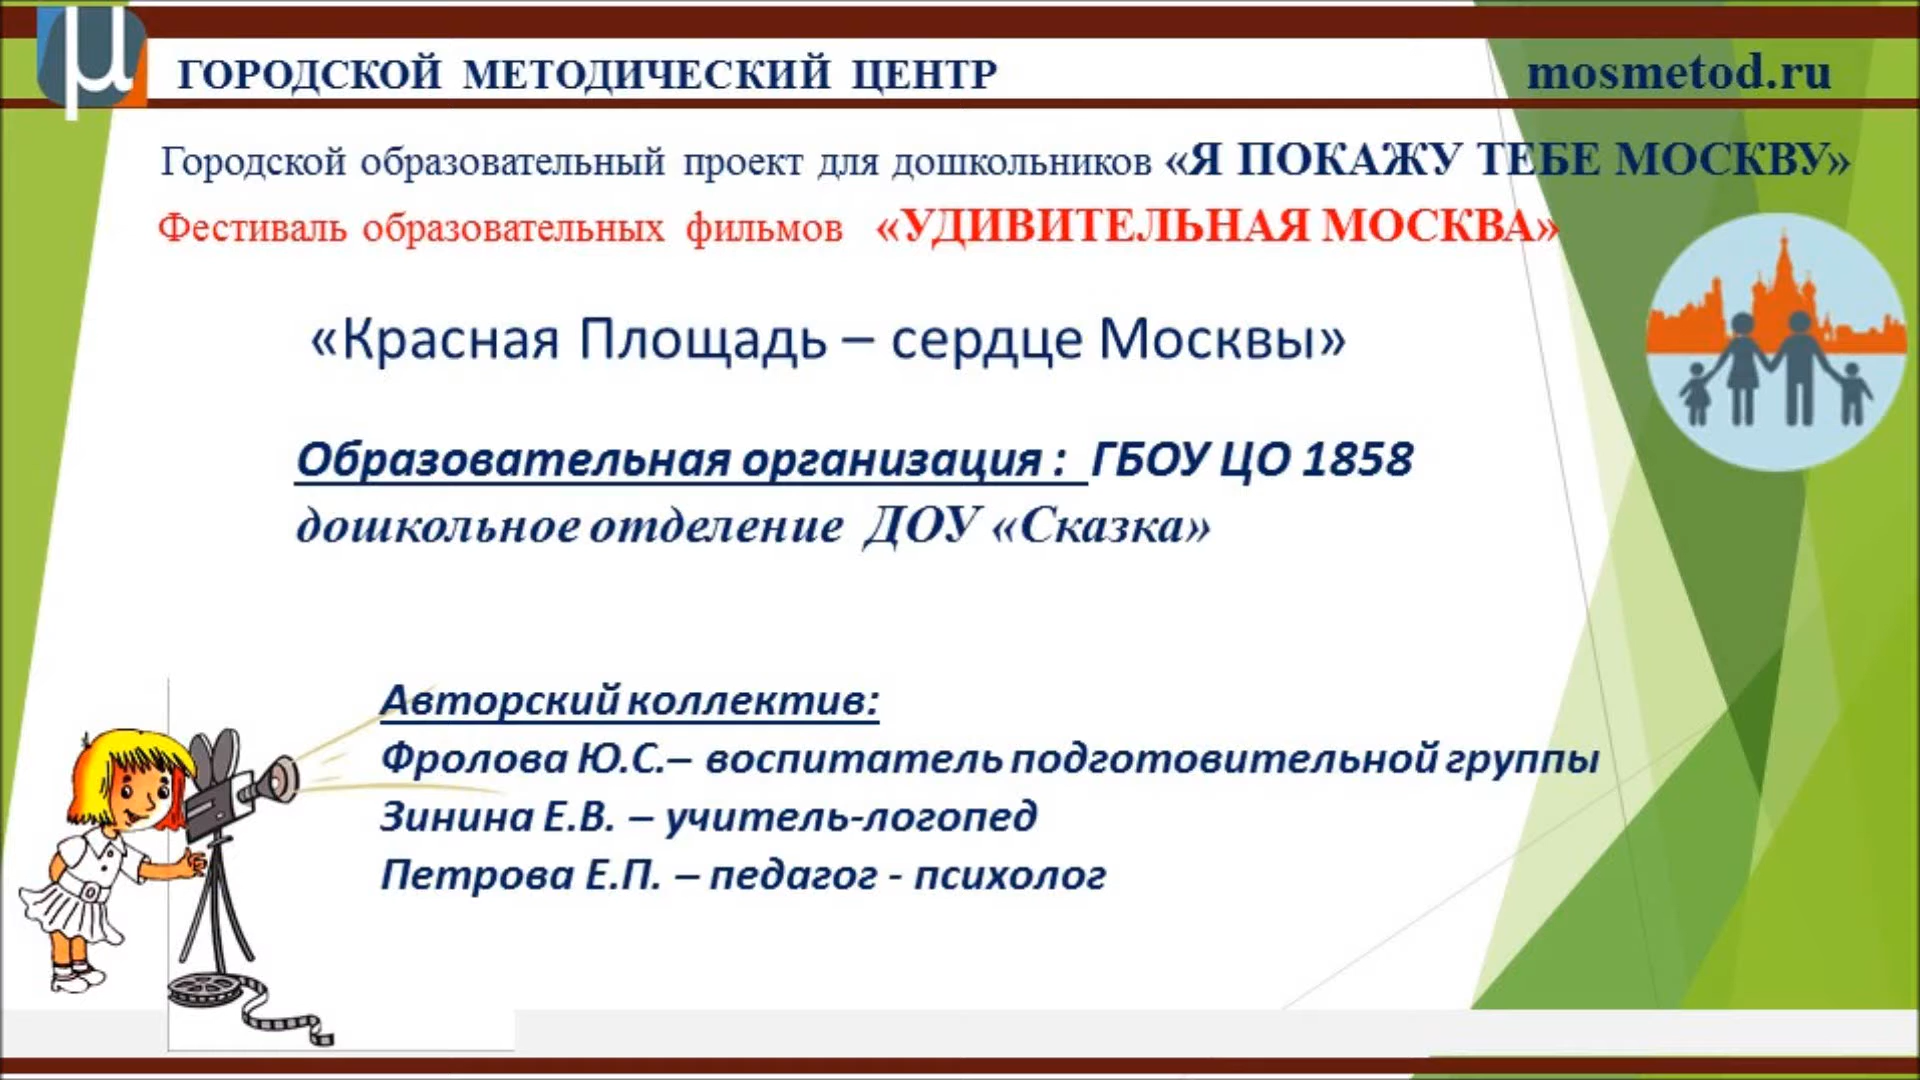 μ
ГОРОДСКОЙ МЕТОДИЧЕСКИЙ ЦЕНТР
mosmetod.ru
Городской образовательный проект для дошкольников «Я ПОКАЖУ ТЕБЕ МОСКВУ»
Фестиваль образовательных фильмов «УДИВИТЕЛЬНАЯ МОСКВА»
«Красная Площадь – сердце Москвы»
Образовательная организация : ГБОУ ЦО 1858
дошкольное отделение ДОУ «Сказка»
Авторский коллектив:
Фролова Ю.С.– воспитатель подготовительной группы
Зинина Е.В. – учитель-логопед
Петрова Е.П. – педагог - психолог